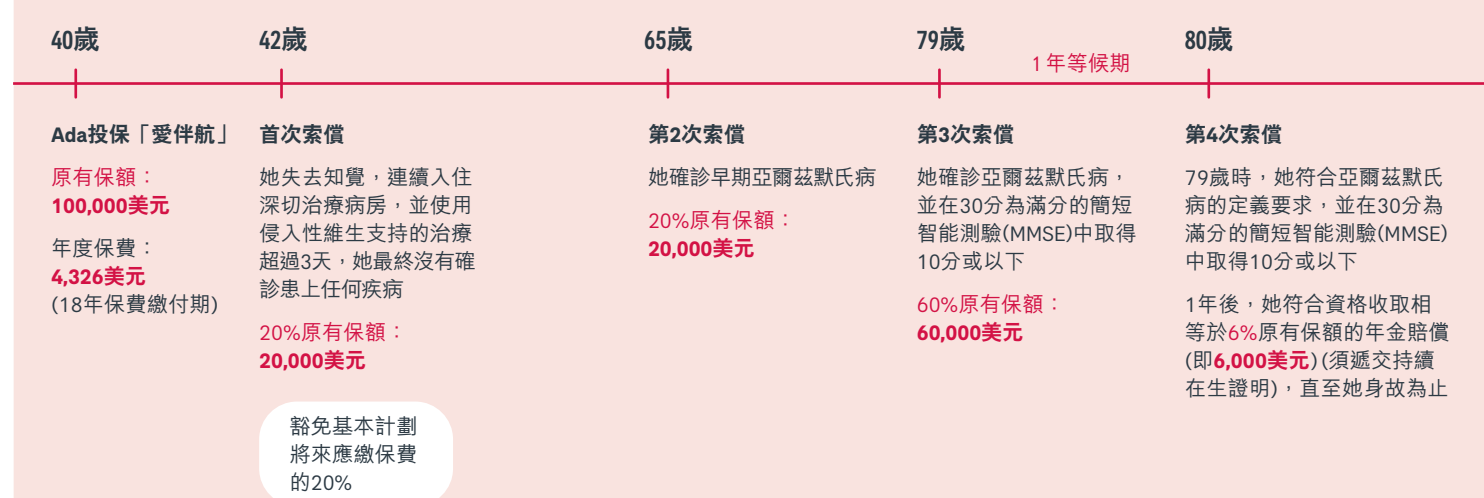 40歲
42歲
65歲
79歲
1 年等候期
80歲
Ada投保「愛伴航」
原有保額：
100,000美元
年度保費：
4,326美元
(18年保費繳付期)
首次索償
她失去知覺，連續入住
深切治療病房，並使用
侵入性維生支持的治療
超過3天，她最終沒有確
診患上任何疾病
20%原有保額：
20,000美元
豁免基本計劃
將來應繳保費
的20%
第2次索償
她確診早期亞爾茲默氏病
20%原有保額：
20,000美元
第3次索償
她確診亞爾茲默氏病，
並在30分為滿分的簡短
智能測驗(MMSE)中取得
10分或以下
60%原有保額：
60,000美元
第4次索償
79歲時，她符合亞爾茲默氏
病的定義要求，並在30分為
滿分的簡短智能測驗(MMSE)
中取得10分或以下
1年後，她符合資格收取相
等於6%原有保額的年金賠償
(即6,000美元)(須遞交持續
在生證明)，直至她身故為止